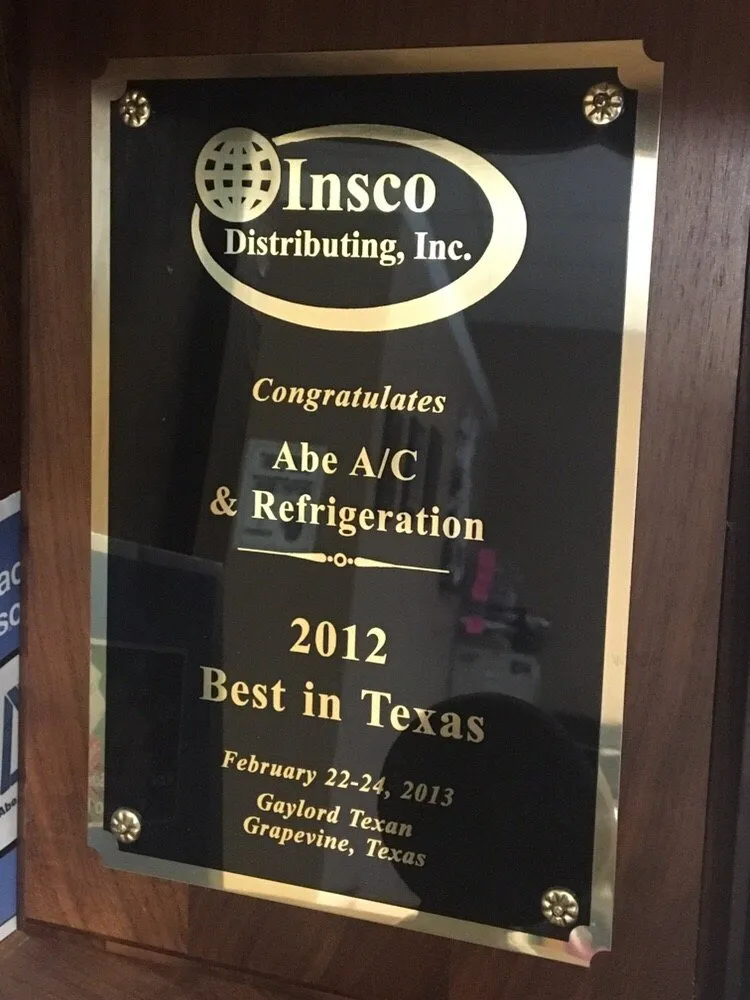 Insco
Distributing, Inc.
Congratulates
Abe A/C
& Refrigeration
2012
Best in Texas
February 22-24, 2013
Gaylord Texan
Grapevine, Texas